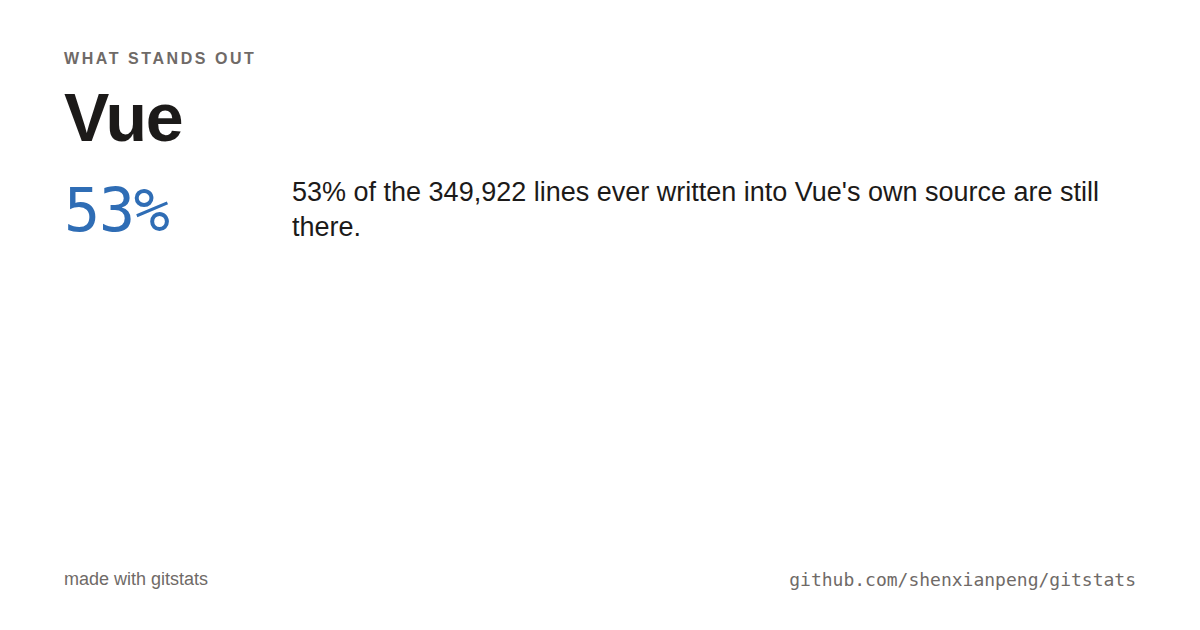 WHAT STANDS OUT
Vue
53%
53% of the 349,922 lines ever written into Vue's own source are still
there.
made with gitstats
github.com/shenxianpeng/gitstats